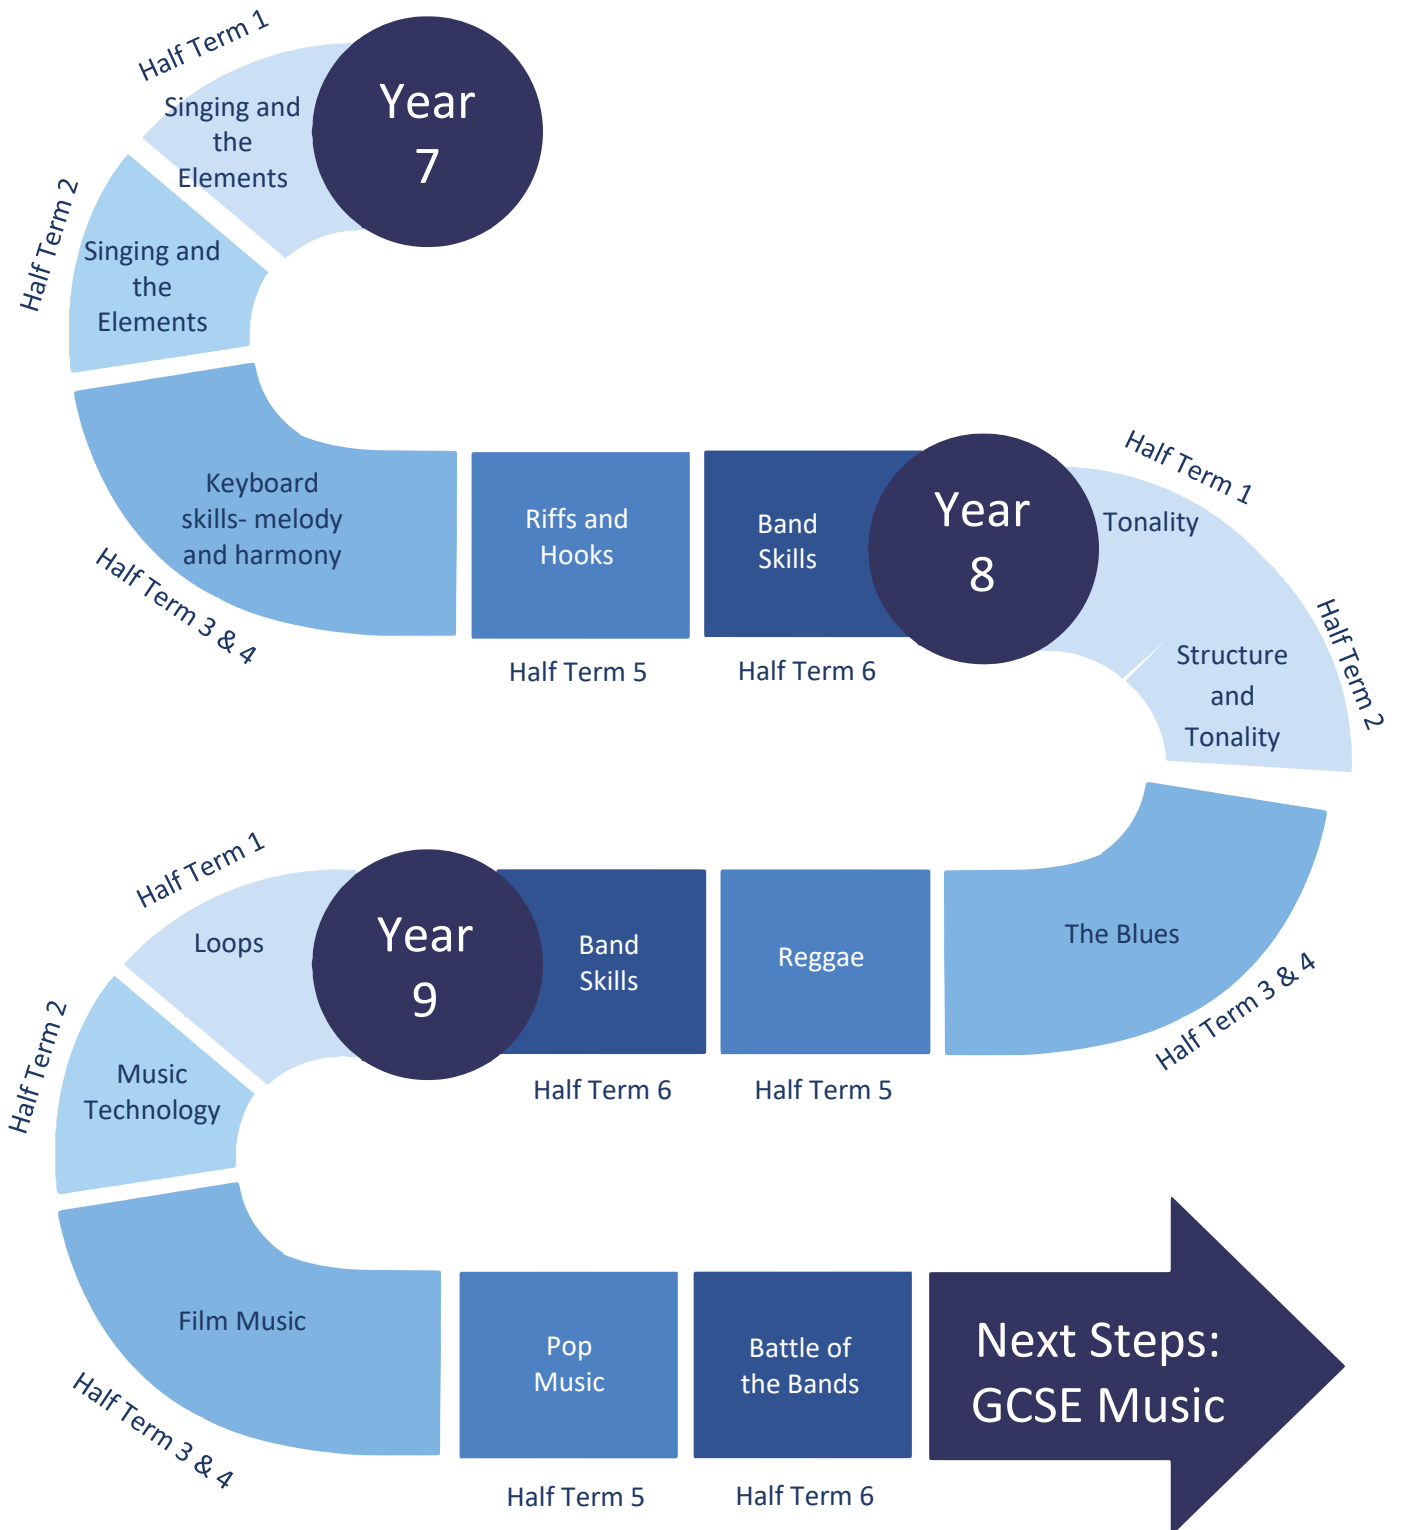 Half Term 1
Year
7
Singing and
the
Elements
Half Term 2
Singing and
the
Elements
Keyboard
skills- melody
and harmony
Half Term 3 & 4
Riffs and
Hooks
Half Term 5
Band
Skills
Half Term 6
Year
8
Half Term 1
Tonality
Half Term 2
Structure
and
Tonality
The Blues
Half Term 3 & 4
Reggae
Half Term 5
Band
Skills
Half Term 6
Year
9
Half Term 1
Loops
Half Term 2
Music
Technology
Film Music
Half Term 3 & 4
Pop
Music
Half Term 5
Battle of
the Bands
Half Term 6
Next Steps:
GCSE Music